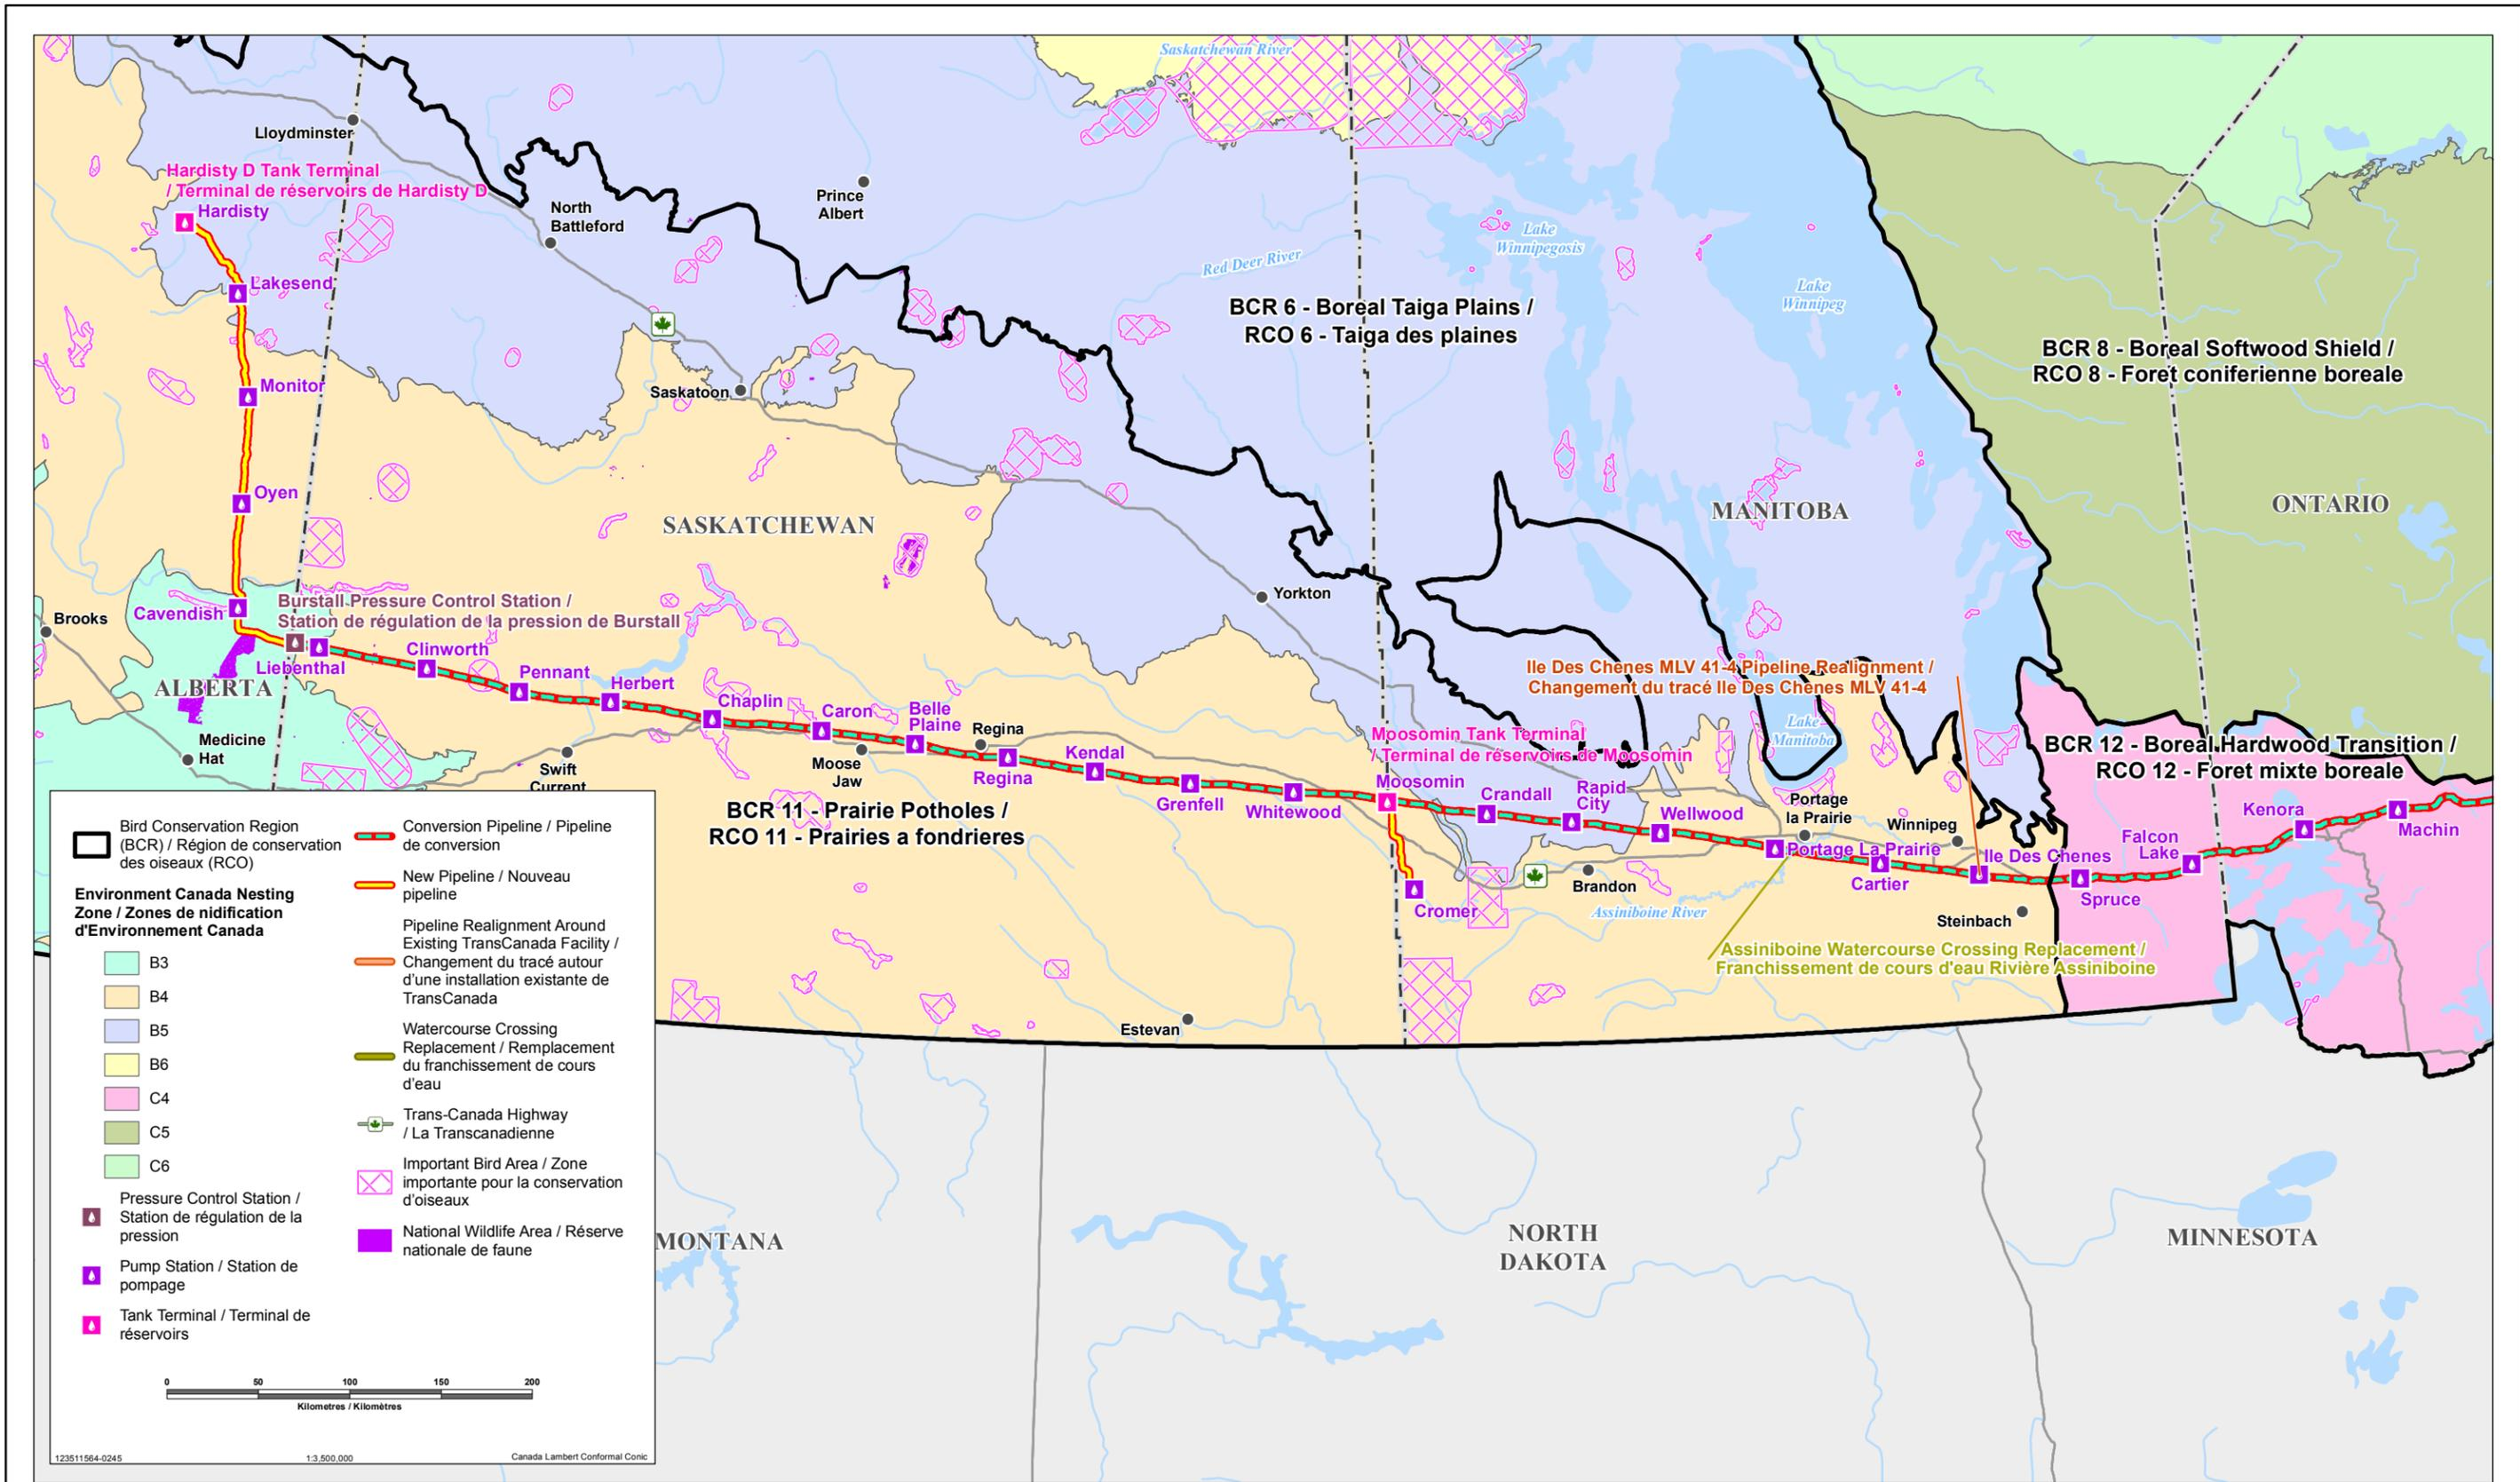 Saskatchewan River
Lloydminster
Hardisty D Tank Terminal
/ Terminal de réservoirs de Hardisty D
Hardisty
Prince
Albert
North
Battleford
Lake
Winnipegosis
Red Deer River
Lakesend
Lake
Winnipeg
BCR 6 - Boreal Taiga Plains /
RCO 6 - Taiga des plaines
BCR 8 - Boreal Softwood Shield /
RCO 8 - Foret coniferienne boreale
Monitor
Saskatoon
Oyen
SASKATCHEWAN
MANITOBA
ONTARIO
Yorkton
Brooks
Cavendish
Burstall Pressure Control Station /
Station de régulation de la pression de Burstall
Liebenthal
Clinworth
Pennant
Herbert
ALBERTA
Ile Des Chenes MLV 41-4 Pipeline Realignment /
Changement du tracé Ile Des Chenes MLV 41-4
Chaplin
Caron
Belle
Plaine
Regina
Lake
Manitoba
Medicine
Hat
Moosomin Tank Terminal
/ Terminal de réservoirs de Moosomin
BCR 12 - Boreal Hardwood Transition /
RCO 12 - Foret mixte boreale
Swift
Current
Moose
Jaw
Regina
Kendal
Grenfell
Whitewood
Moosomin
Crandall
Rapid
City
Wellwood
Portage
la Prairie
Winnipeg
Kenora
Machin
BCR 11 - Prairie Potholes /
RCO 11 - Prairies a fondrieres
Portage La Prairie
Cartier
Ile Des Chenes
Falcon
Lake
Spruce
Brandon
Cromer
Assiniboine River
Steinbach
Assiniboine Watercourse Crossing Replacement /
Franchissement de cours d'eau Rivière Assiniboine
Estevan
MONTANA
NORTH
DAKOTA
MINNESOTA
Bird Conservation Region
(BCR) / Région de conservation
des oiseaux (RCO)
Environment Canada Nesting
Zone / Zones de nidification
d'Environnement Canada
B3
B4
B5
B6
C4
C5
C6
Pressure Control Station /
Station de régulation de la
pression
Pump Station / Station de
pompage
Tank Terminal / Terminal de
réservoirs
Conversion Pipeline / Pipeline
de conversion
New Pipeline / Nouveau
pipeline
Pipeline Realignment Around
Existing TransCanada Facility /
Changement du tracé autour
d'une installation existante de
TransCanada
Watercourse Crossing
Replacement / Remplacement
du franchissement de cours
d'eau
Trans-Canada Highway
/ La Transcanadienne
Important Bird Area / Zone
importante pour la conservation
d'oiseaux
National Wildlife Area / Réserve
nationale de faune
0 50 100 150 200
Kilometres / Kilomètres
123511564-0245 1:3,500,000 Canada Lambert Conformal Conic